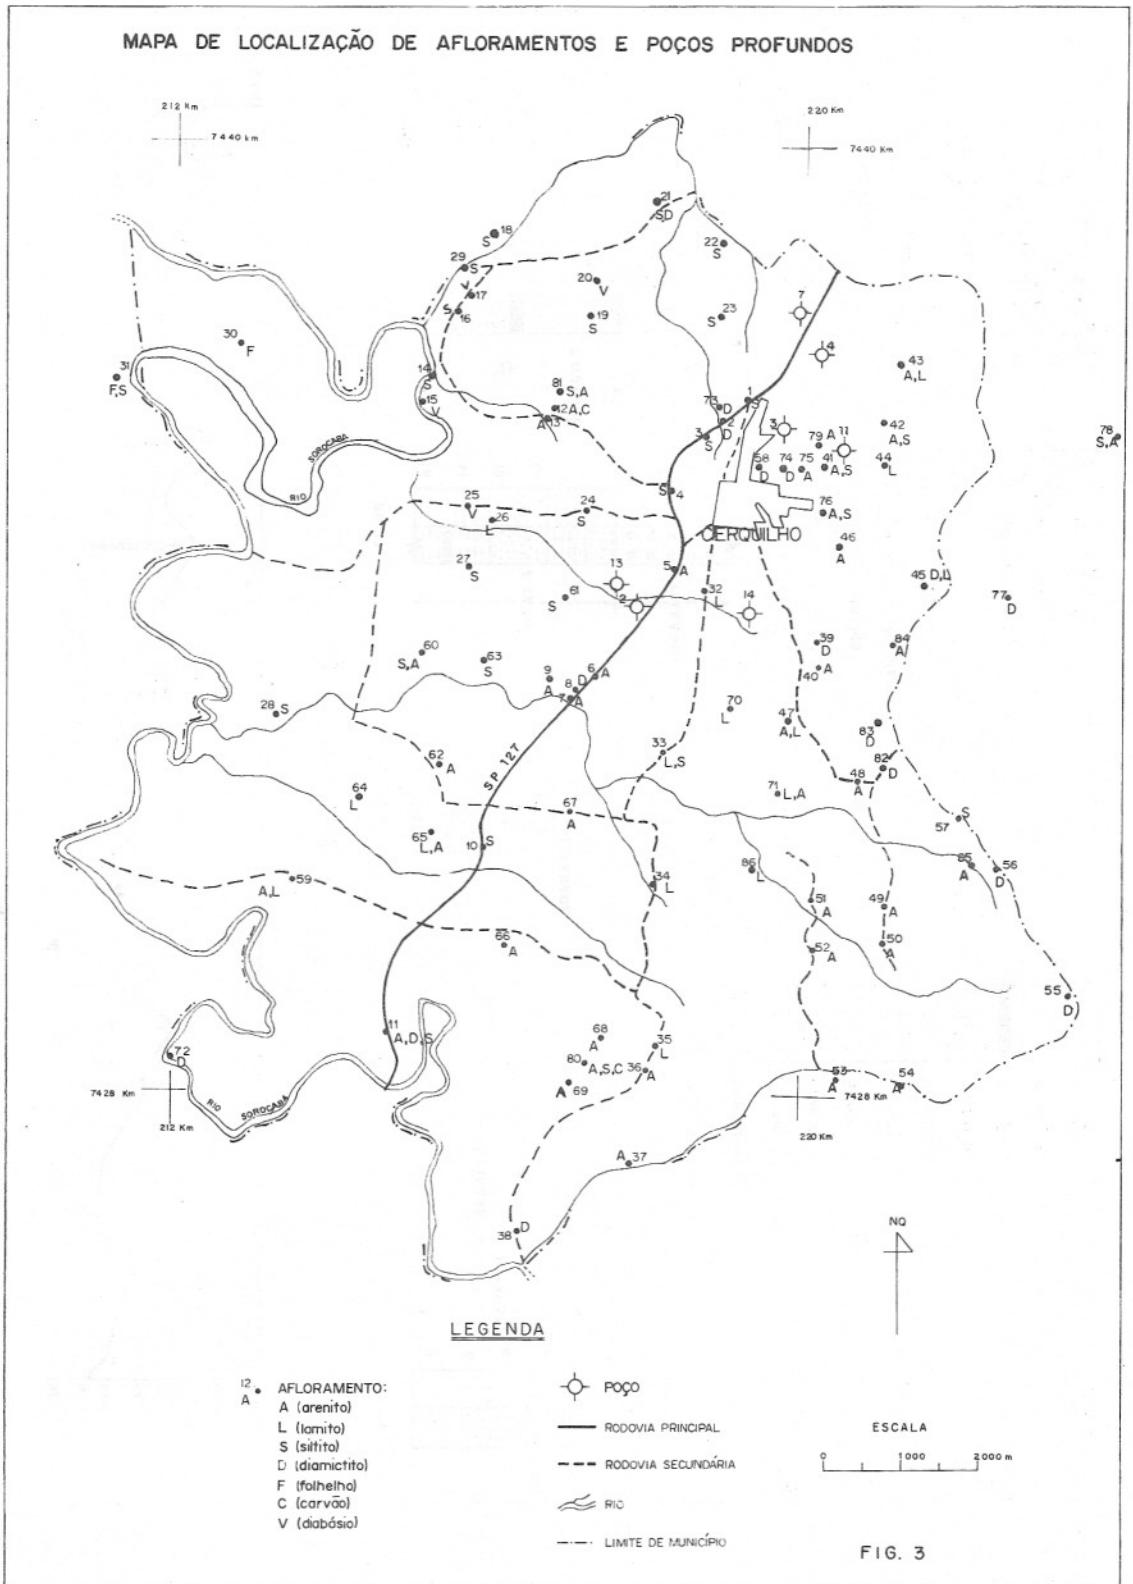 MAPA DE LOCALIZAÇÃO DE AFLORAMENTOS E POÇOS PROFUNDOS
212 Km
7440 km
220 Km
7440 Km
21
S,D
18
S
22
S
29
S
20
V
17
V
16
S
19
S
23
S
7
30
F
14
43
A,L
31
F,S
14
S
15
V
81
S,A
12 A,C
13
A
73
D
1
S
2
D
3
S
3
79 A
11
42
A,S
78
S,A
58
D
74
D
75
A
41
A,S
44
L
RIO SOROCABA
S
4
25
V
26
L
24
S
76
A,S
CERQUILHO
46
A
27
S
5
A
13
2
61
S
32
L
14
45 D,L
77
D
60
S,A
63
S
39
D
40
A
84
A
9
A
8
D
6
A
7
A
28
S
70
L
47
A,L
83
D
62
A
SP 127
33
L,S
82
D
48
A
64
L
71
L,A
67
A
57
S
65
L,A
10
S
85
A
56
D
86
L
59
A,L
34
L
51
A
49
A
66
A
52
A
50
A
55
D
11
A,D,S
68
A
35
L
72
D
80
A,S,C
36
A
69
A
53
A
54
A
7428 Km
212 Km
RIO SOROCABA
7428 Km
220 Km
A
37
38
D
NQ
LEGENDA
12
A
AFLORAMENTO:
A (arenito)
L (lamito)
S (siltito)
D (diamictito)
F (folhelho)
C (carvão)
V (diabásio)
POÇO
RODOVIA PRINCIPAL
RODOVIA SECUNDÁRIA
RIO
LIMITE DE MUNICÍPIO
ESCALA
0 1000 2000 m
FIG. 3